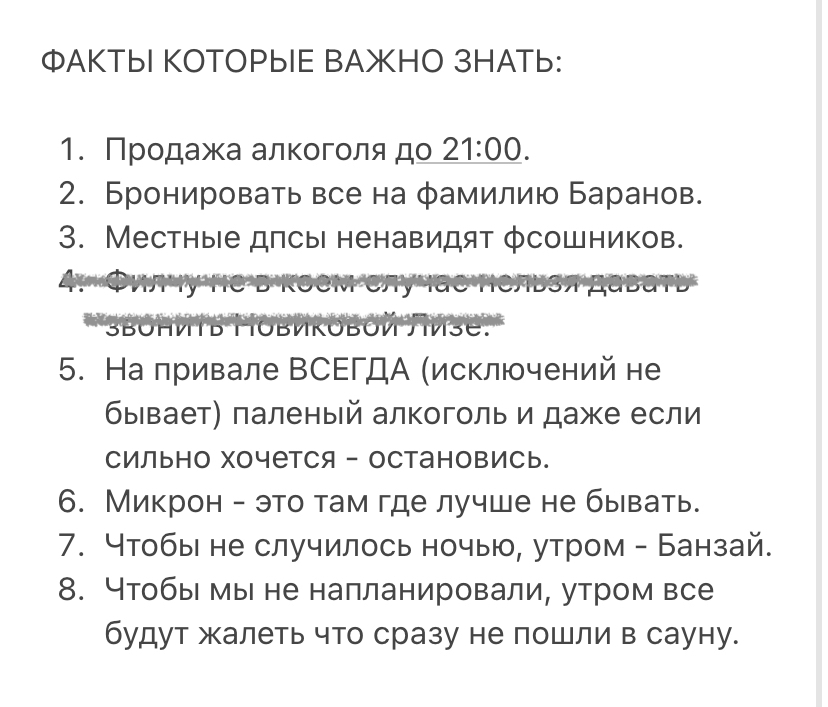 ФАКТЫ КОТОРЫЕ ВАЖНО ЗНАТЬ:
1. Продажа алкоголя до 21:00.
2. Бронировать все на фамилию Баранов.
3. Местные дпсы ненавидят фсошников.
4. Филчу не в коем случае нельзя давать
звонить Новиковой Лизе.
5. На привале ВСЕГДА (исключений не
бывает) паленый алкоголь и даже если
сильно хочется - остановись.
6. Микрон - это там где лучше не бывать.
7. Чтобы не случилось ночью, утром - Банзай.
8. Чтобы мы не напланировали, утром все
будут жалеть что сразу не пошли в сауну.